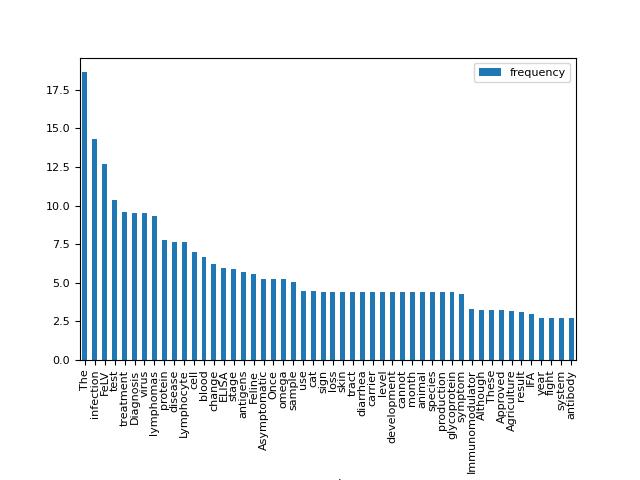 frequency
17.5
15.0
12.5
10.0
7.5
5.0
2.5
0.0
The
infection
FeLV
test
treatment
Diagnosis
virus
lymphomas
protein
disease
Lymphocyte
cell
blood
change
ELISA
stage
antigens
Feline
Asymptomatic
Once
omega
sample
use
cat
sign
loss
skin
tract
diarrhea
carrier
level
development
cannot
month
animal
species
production
glycoprotein
symptom
Immunomodulator
Although
These
Approved
Agriculture
result
IFA
year
fight
system
antibody
.